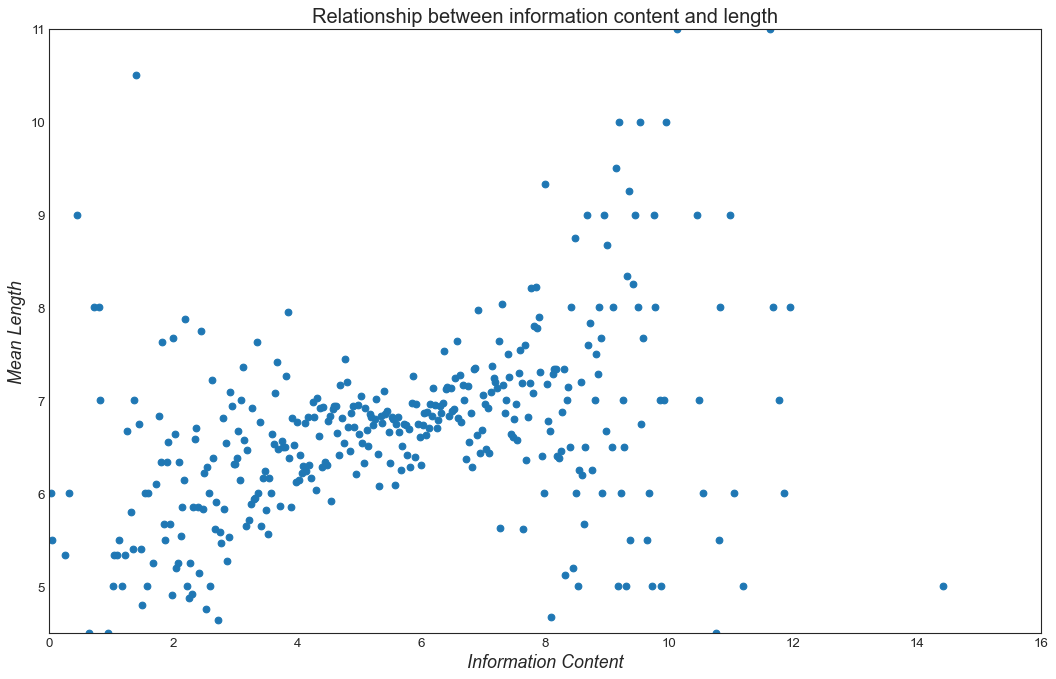 Relationship between information content and length
11
10
9
8
7
6
5
Mean Length
0 2 4 6 8 10 12 14 16
Information Content